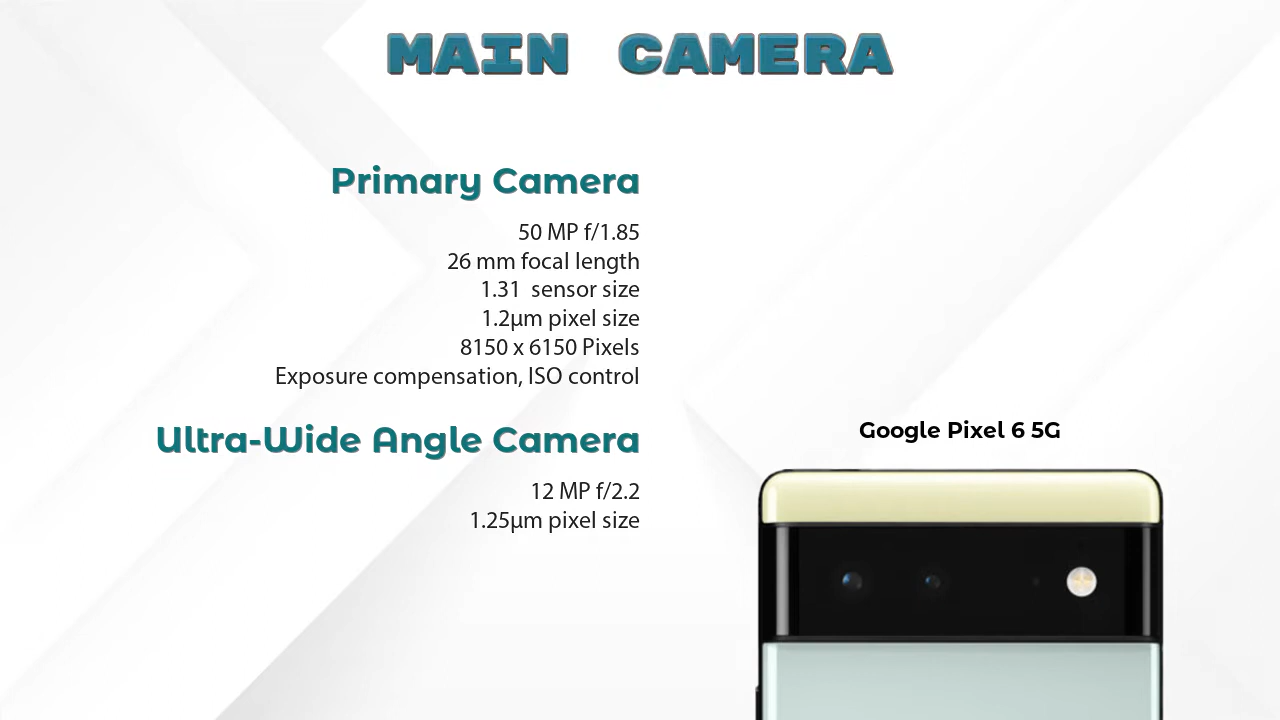 MAIN CAMERA
Primary Camera
50 MP f/1.85
26 mm focal length
1.31  sensor size
1.2µm pixel size
8150 x 6150 Pixels
Exposure compensation, ISO control
Ultra-Wide Angle Camera
12 MP f/2.2
1.25µm pixel size
Google Pixel 6 5G